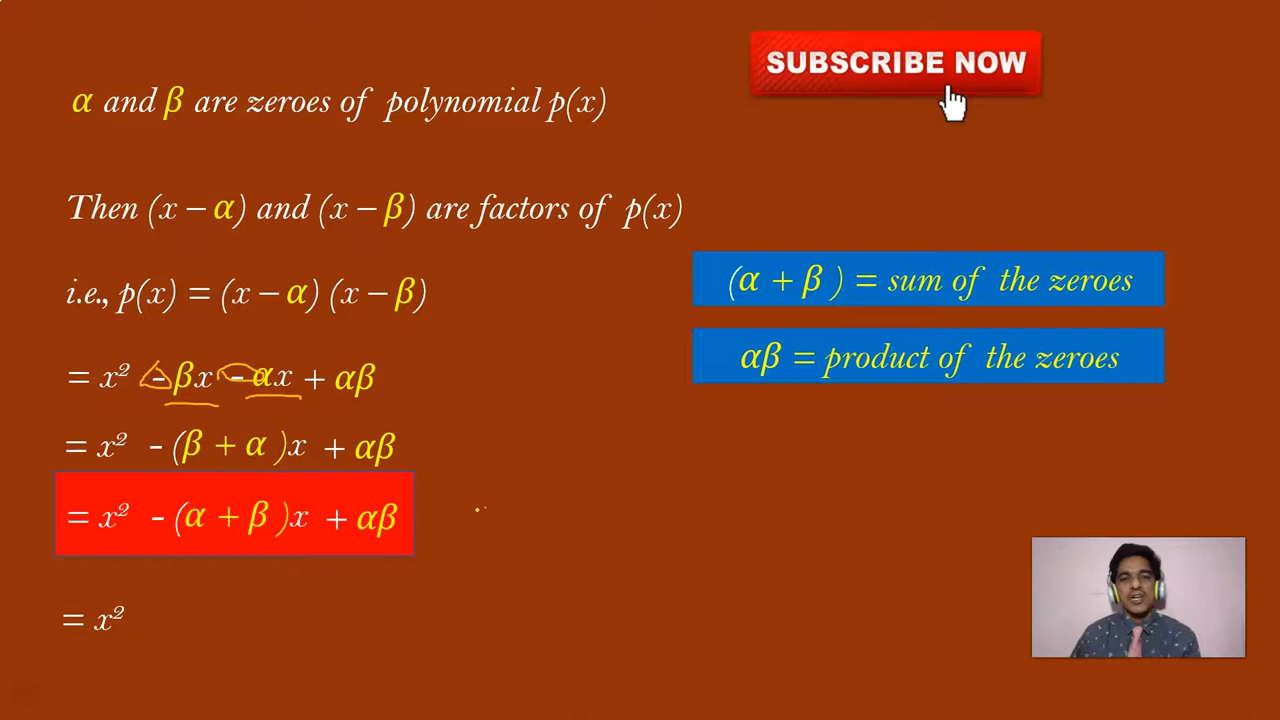 SUBSCRIBE NOW
α and β are zeroes of polynomial p(x)
Then (x – α) and (x – β) are factors of p(x)
i.e., p(x) = (x – α) (x – β)
= x² - βx - αx + αβ
= x² - (β + α )x + αβ
= x² - (α + β )x + αβ
= x²
(α + β ) = sum of the zeroes
αβ = product of the zeroes